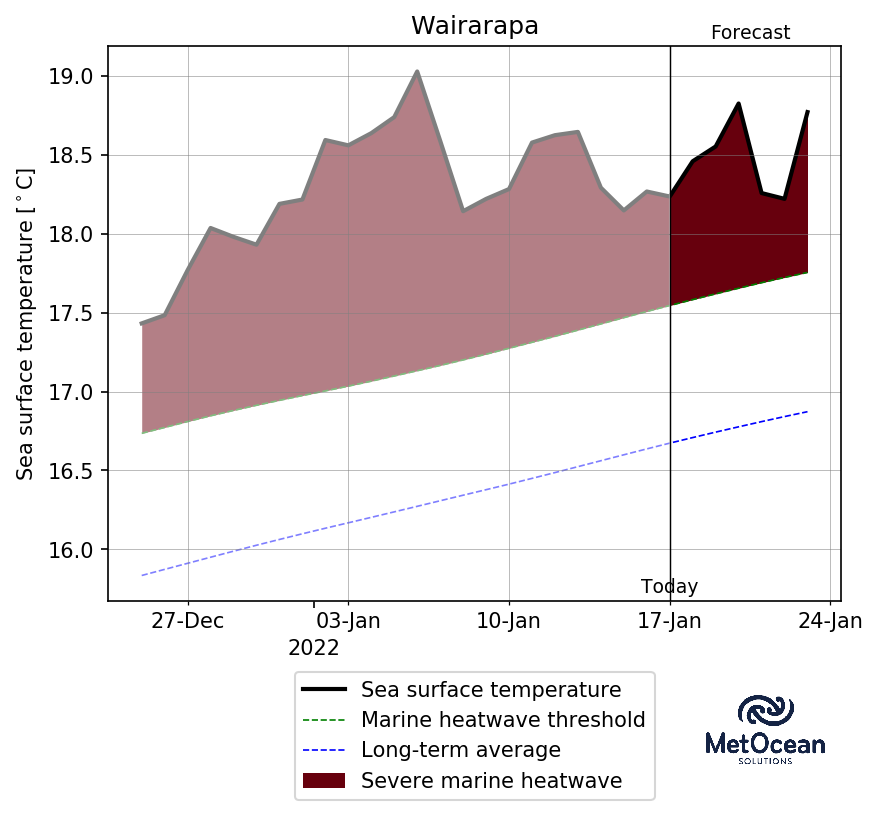 Wairarapa
Forecast
Sea surface temperature [°C]
19.0
18.5
18.0
17.5
17.0
16.5
16.0
Today
27-Dec 03-Jan 10-Jan 17-Jan 24-Jan
2022
Sea surface temperature
Marine heatwave threshold
Long-term average
Severe marine heatwave
MetOcean
SOLUTIONS